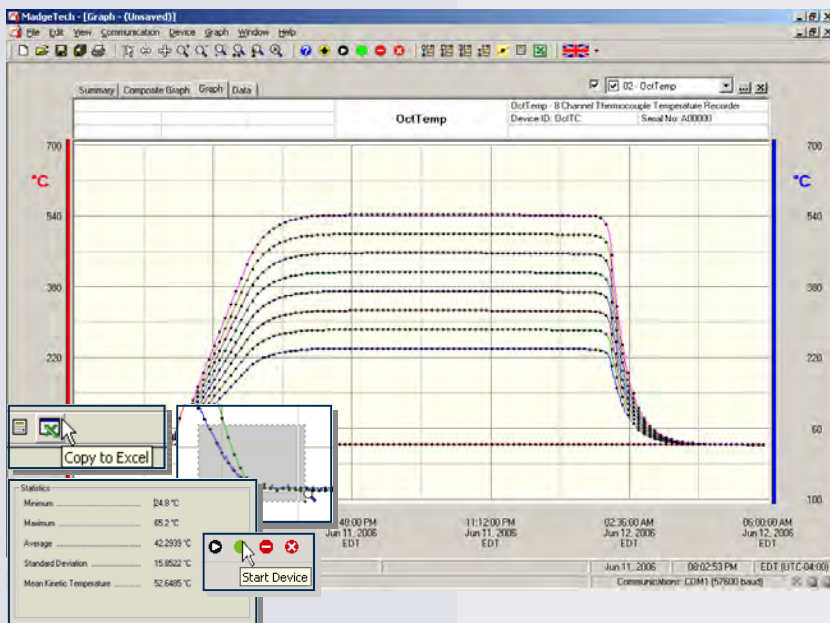 MadgeTech - [Graph - (Unsaved)]
File Edit View Communication Device Graph Window Help
Summary Composite Graph Graph Data
02 - OctTemp
OctTemp
OctTemp - 8 Channel Thermocouple Temperature Recorder
Device ID: OctTC Serial No: A00000
700 700
°C °C
540 540
380 380
220 220
60
-100
Copy to Excel
:48:00 PM 11:12:00 PM 02:36:00 AM 06:00:00 AM
Jun 11, 2006 Jun 11, 2006 Jun 12, 2006 Jun 12, 2006
EDT EDT EDT EDT
Statistics
Minimum 24.8 °C
Maximum 65.2 °C
Average 42.2939 °C
Standard Deviation 15.8522 °C
Mean Kinetic Temperature 52.6485 °C
Start Device
Jun 11, 2006 08:02:53 PM EDT (UTC-04:00)
Communications: COM1 (57600 baud)